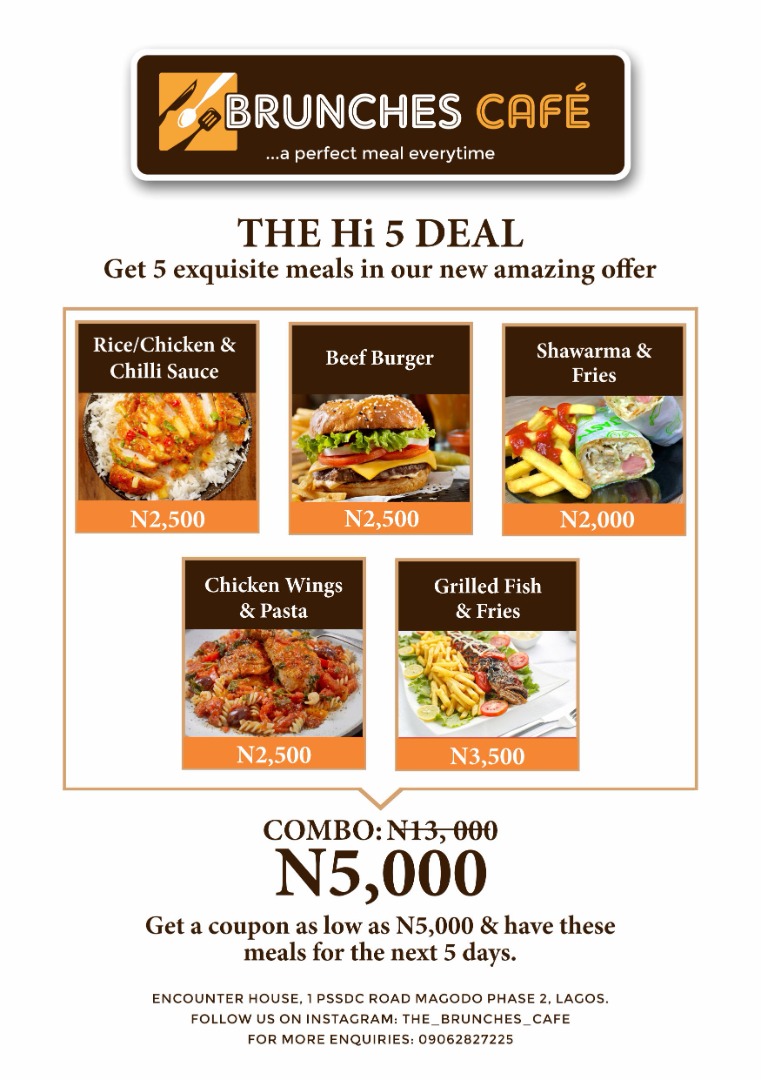 BRUNCHES CAFÉ
...a perfect meal everytime
THE Hi 5 DEAL
Get 5 exquisite meals in our new amazing offer
Rice/Chicken &
Chilli Sauce
N2,500
Beef Burger
N2,500
Shawarma &
Fries
N2,000
Chicken Wings
& Pasta
N2,500
Grilled Fish
& Fries
N3,500
COMBO: N13, 000
N5,000
Get a coupon as low as N5,000 & have these
meals for the next 5 days.
ENCOUNTER HOUSE, 1 PSSDC ROAD MAGODO PHASE 2, LAGOS.
FOLLOW US ON INSTAGRAM: THE_BRUNCHES_CAFE
FOR MORE ENQUIRIES: 09062827225